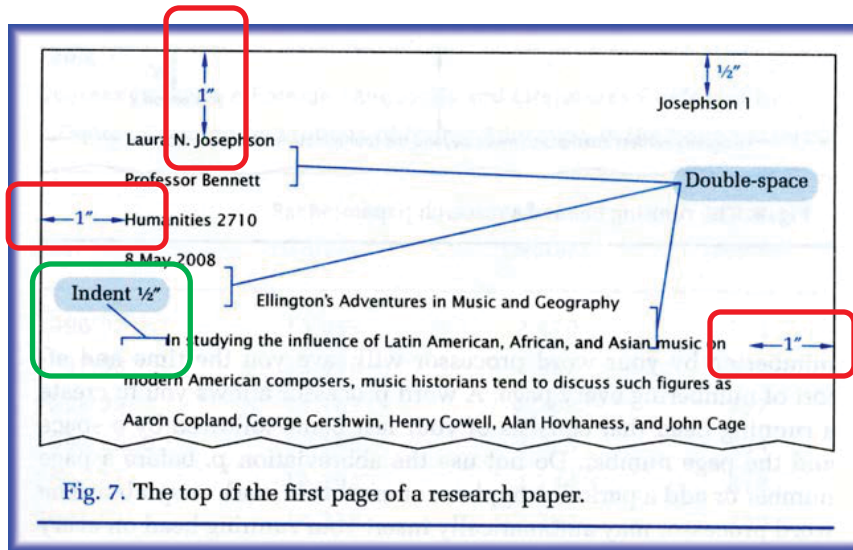 1″
½″
Josephson 1
Laura N. Josephson
Professor Bennett
Double-space
1″
Humanities 2710
8 May 2008
Indent ½″
Ellington's Adventures in Music and Geography
In studying the influence of Latin American, African, and Asian music on
1″
modern American composers, music historians tend to discuss such figures as
Aaron Copland, George Gershwin, Henry Cowell, Alan Hovhaness, and John Cage
Fig. 7. The top of the first page of a research paper.